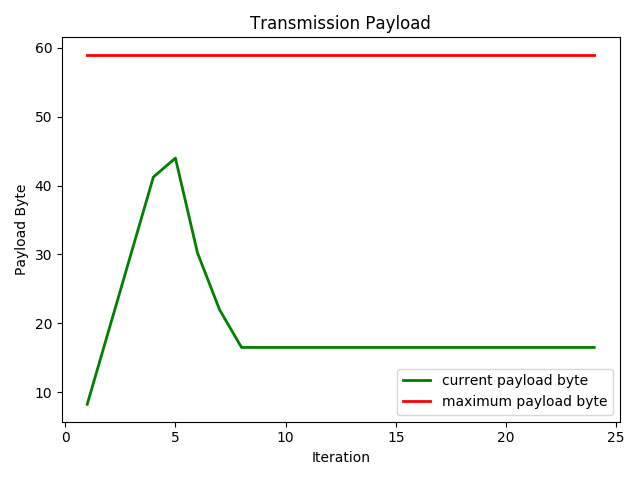 Transmission Payload
60
50
40
30
20
10
Payload Byte
current payload byte
maximum payload byte
0 5 10 15 20 25
Iteration